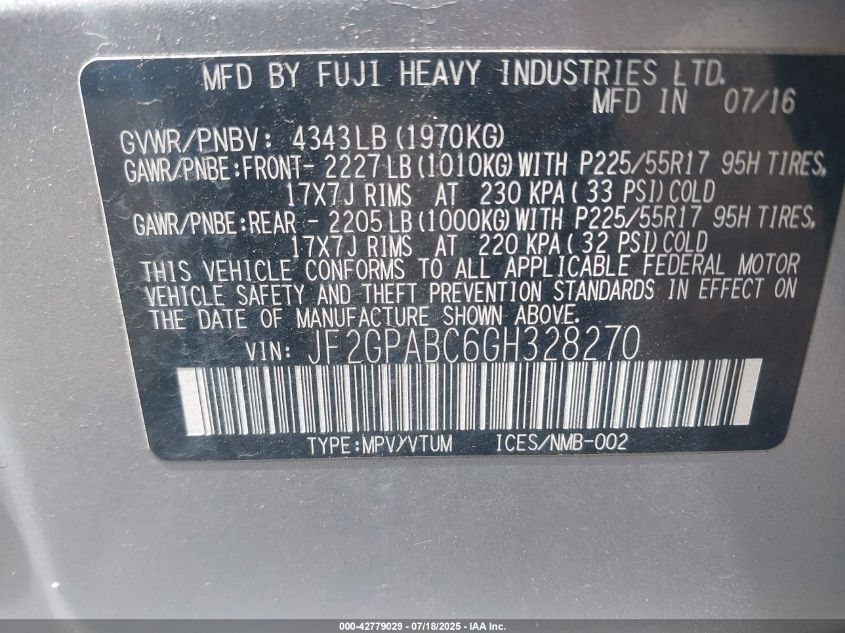 MFD BY FUJI HEAVY INDUSTRIES LTD.
MFD IN 07/16
GVWR/PNBV: 4343LB(1970KG)
GAWR/PNBE:FRONT- 2227LB(1010KG)WITH P225/55R17 95H TIRES,
17X7J RIMS AT 230 KPA(33 PSI)COLD
GAWR/PNBE:REAR - 2205LB(1000KG)WITH P225/55R17 95H TIRES,
17X7J RIMS AT 220 KPA(32 PSI)COLD
THIS VEHICLE CONFORMS TO ALL APPLICABLE FEDERAL MOTOR
VEHICLE SAFETY AND THEFT PREVENTION STANDARDS IN EFFECT ON
THE DATE OF MANUFACTURE SHOWN ABOVE.
VIN: JF2GPABC6GH328270
TYPE:MPV/VTUM ICES/NMB-002
000-42779029 - 07/18/2025 - IAA Inc.